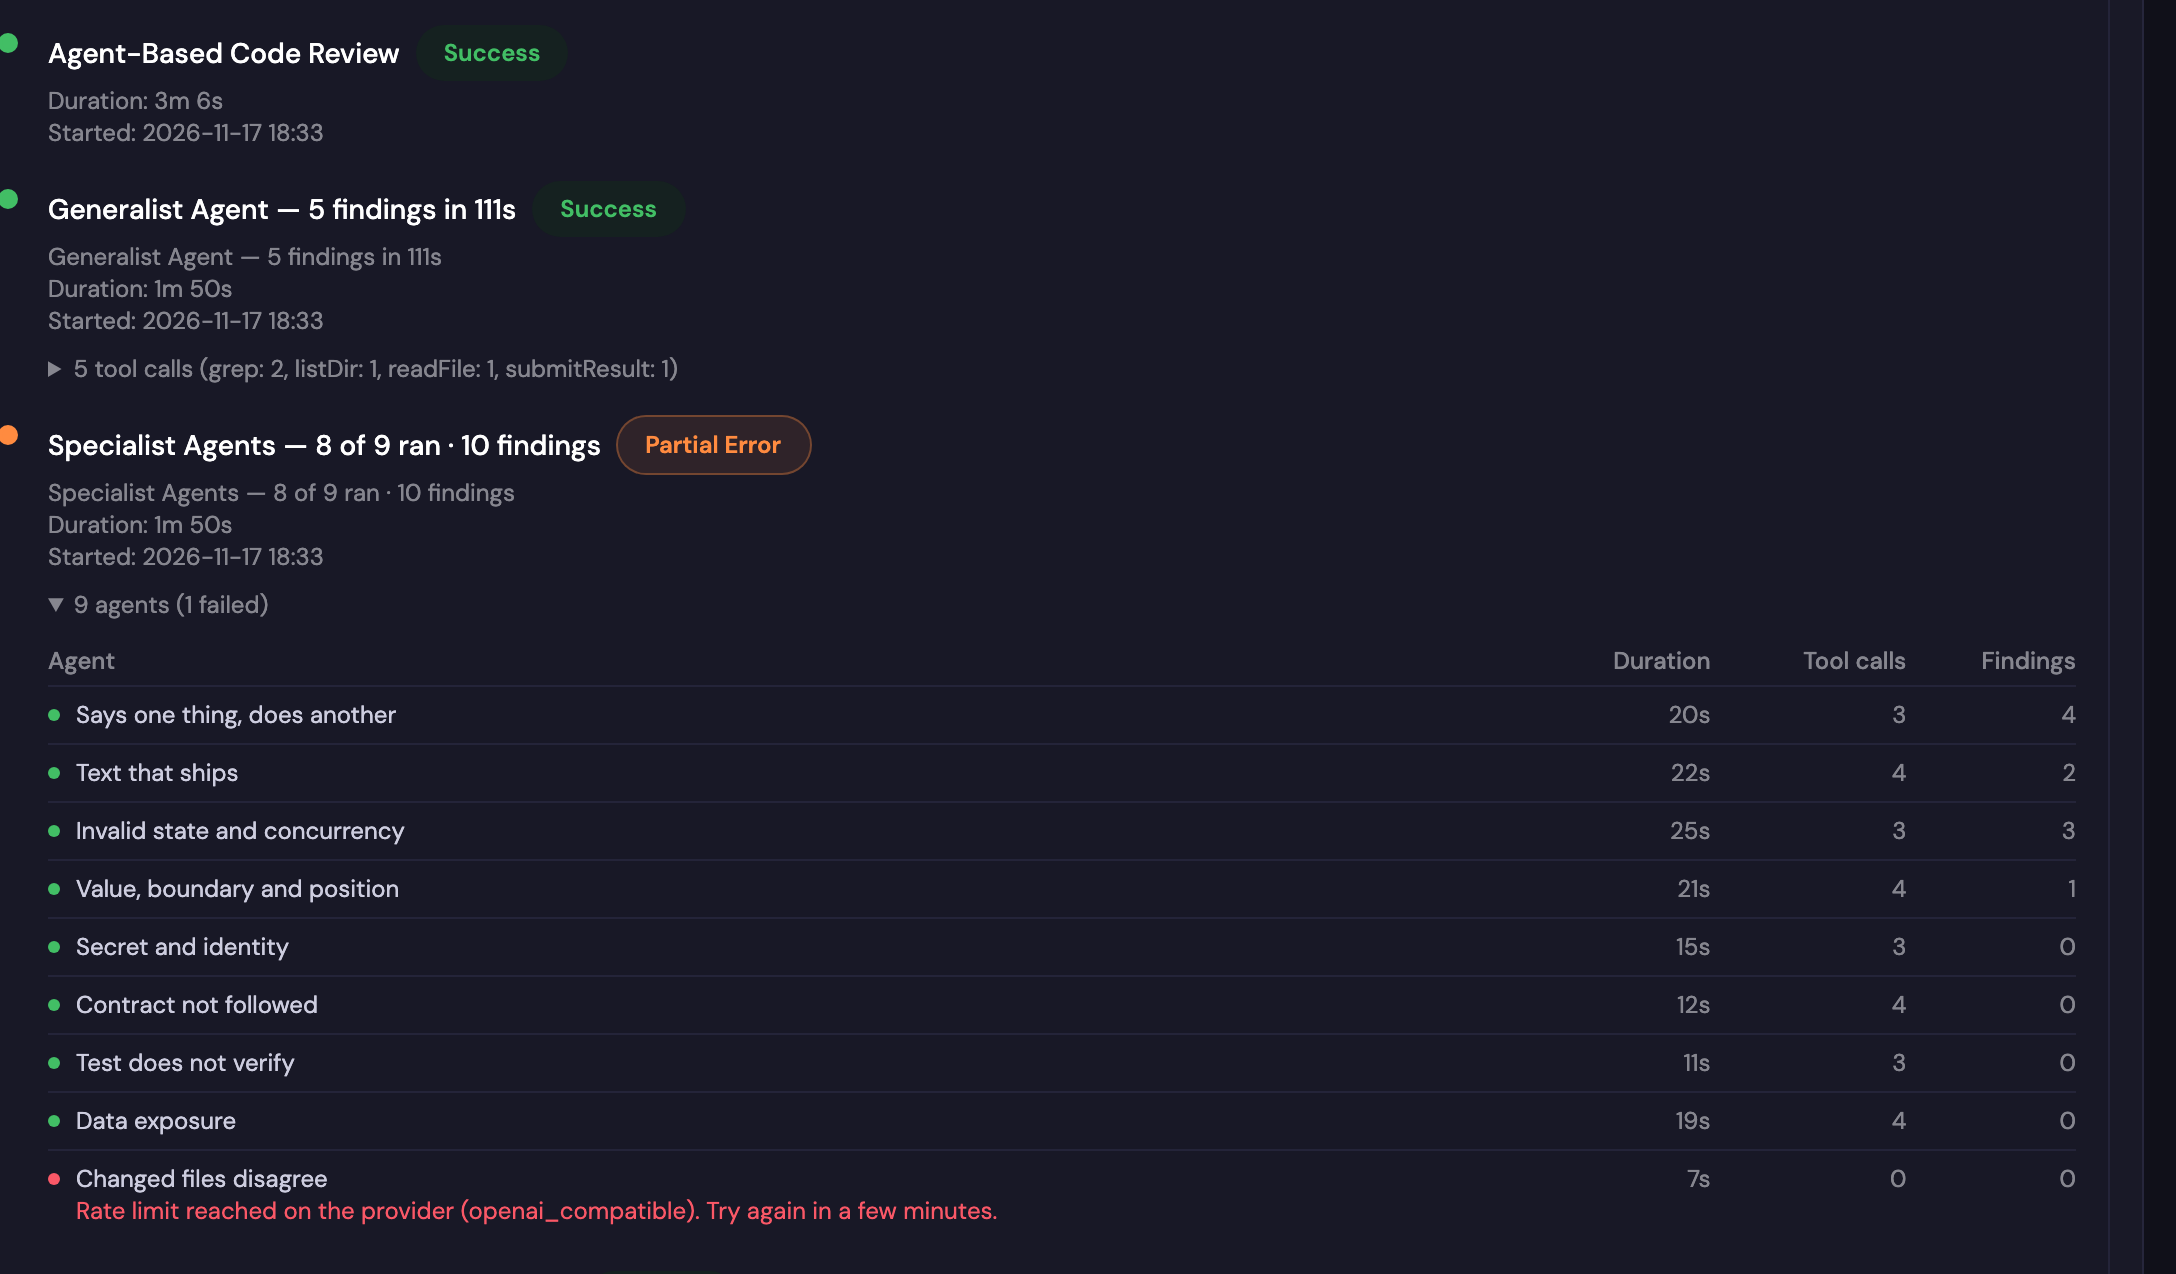 Agent-Based Code Review Success
Duration: 3m 6s
Started: 2026-11-17 18:33
Generalist Agent — 5 findings in 111s Success
Generalist Agent — 5 findings in 111s
Duration: 1m 50s
Started: 2026-11-17 18:33
5 tool calls (grep: 2, listDir: 1, readFile: 1, submitResult: 1)
Specialist Agents — 8 of 9 ran · 10 findings Partial Error
Specialist Agents — 8 of 9 ran · 10 findings
Duration: 1m 50s
Started: 2026-11-17 18:33
9 agents (1 failed)
Agent Duration Tool calls Findings
Says one thing, does another 20s 3 4
Text that ships 22s 4 2
Invalid state and concurrency 25s 3 3
Value, boundary and position 21s 4 1
Secret and identity 15s 3 0
Contract not followed 12s 4 0
Test does not verify 11s 3 0
Data exposure 19s 4 0
Changed files disagree 7s 0 0
Rate limit reached on the provider (openai_compatible). Try again in a few minutes.